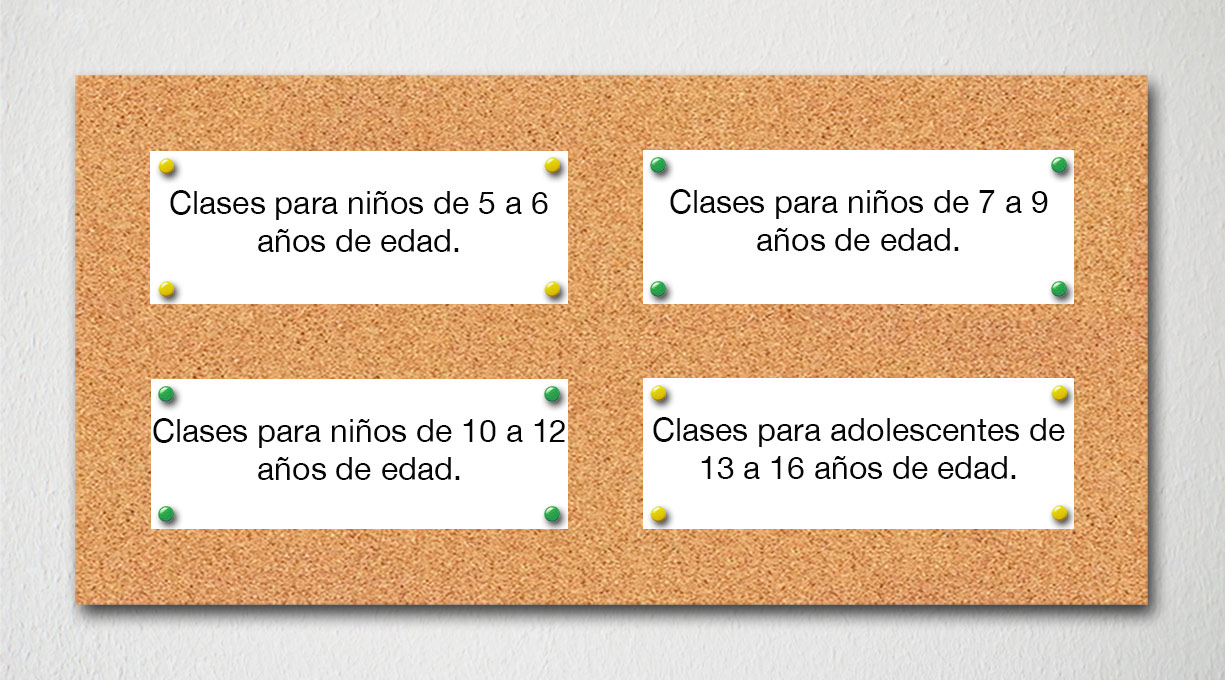 Clases para niños de 5 a 6
años de edad.
Clases para niños de 7 a 9
años de edad.
Clases para niños de 10 a 12
años de edad.
Clases para adolescentes de
13 a 16 años de edad.